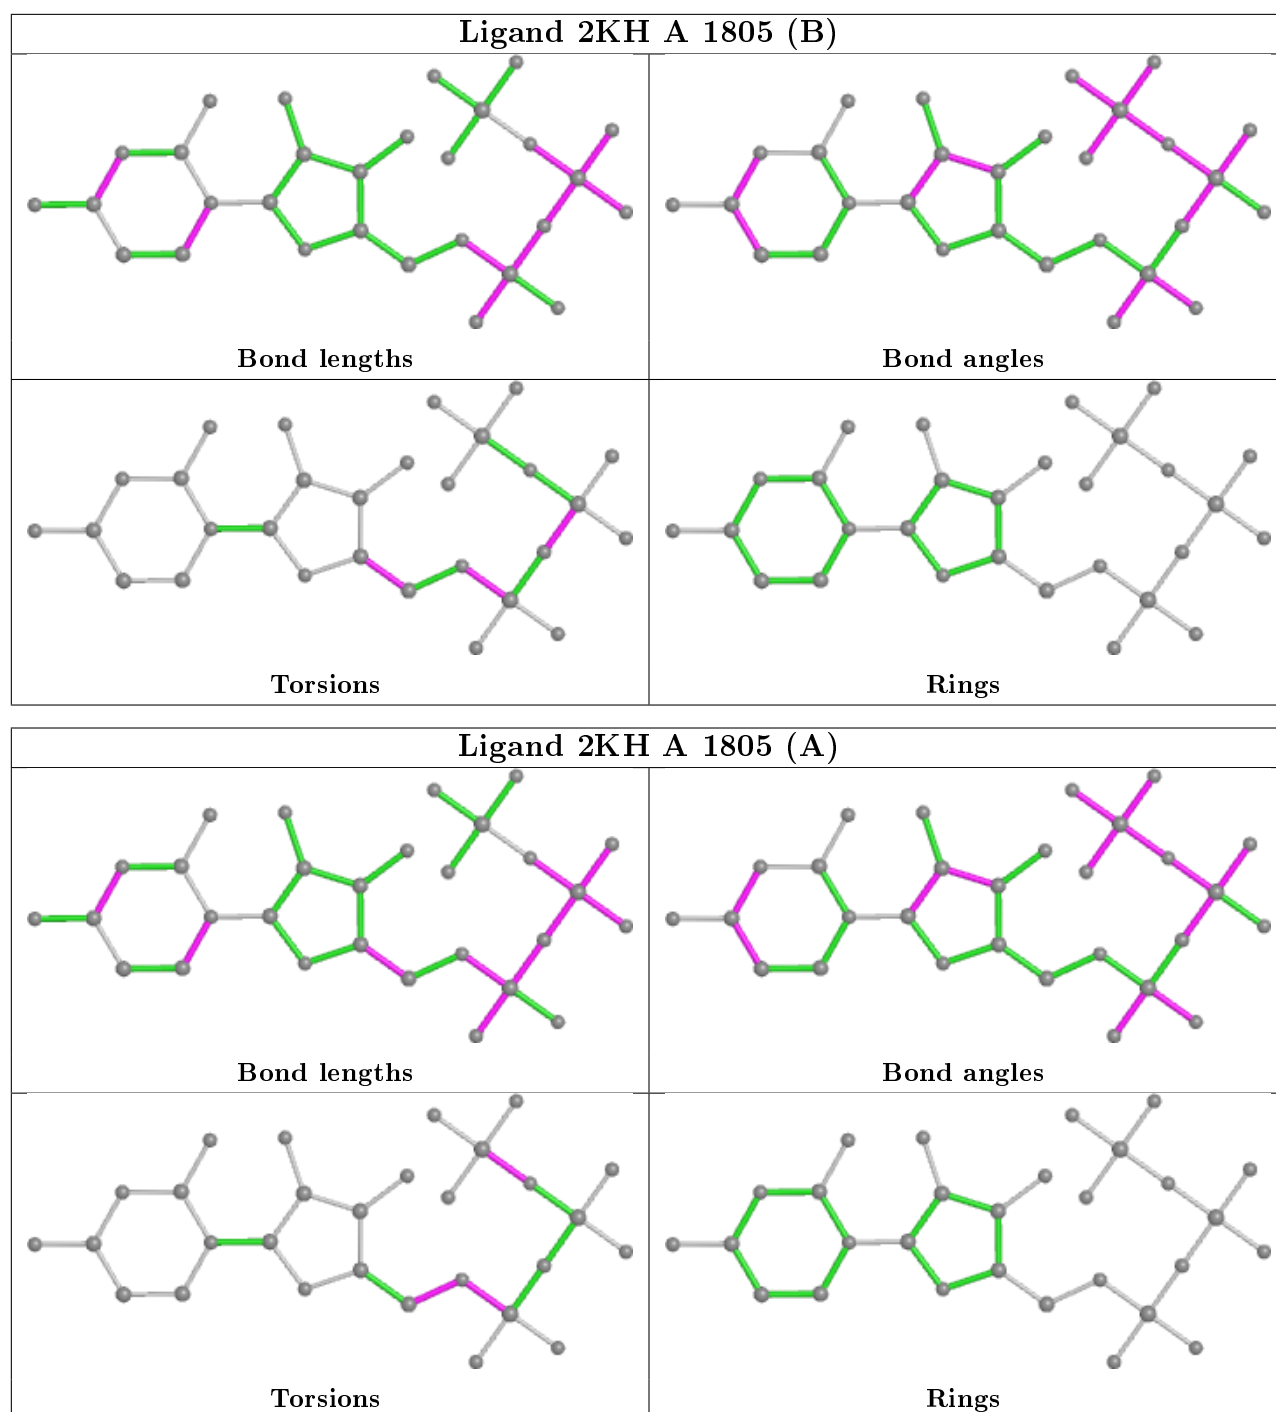 Ligand 2KH A 1805 (B)
Bond lengths
Bond angles
Torsions
Rings
Ligand 2KH A 1805 (A)
Bond lengths
Bond angles
Torsions
Rings